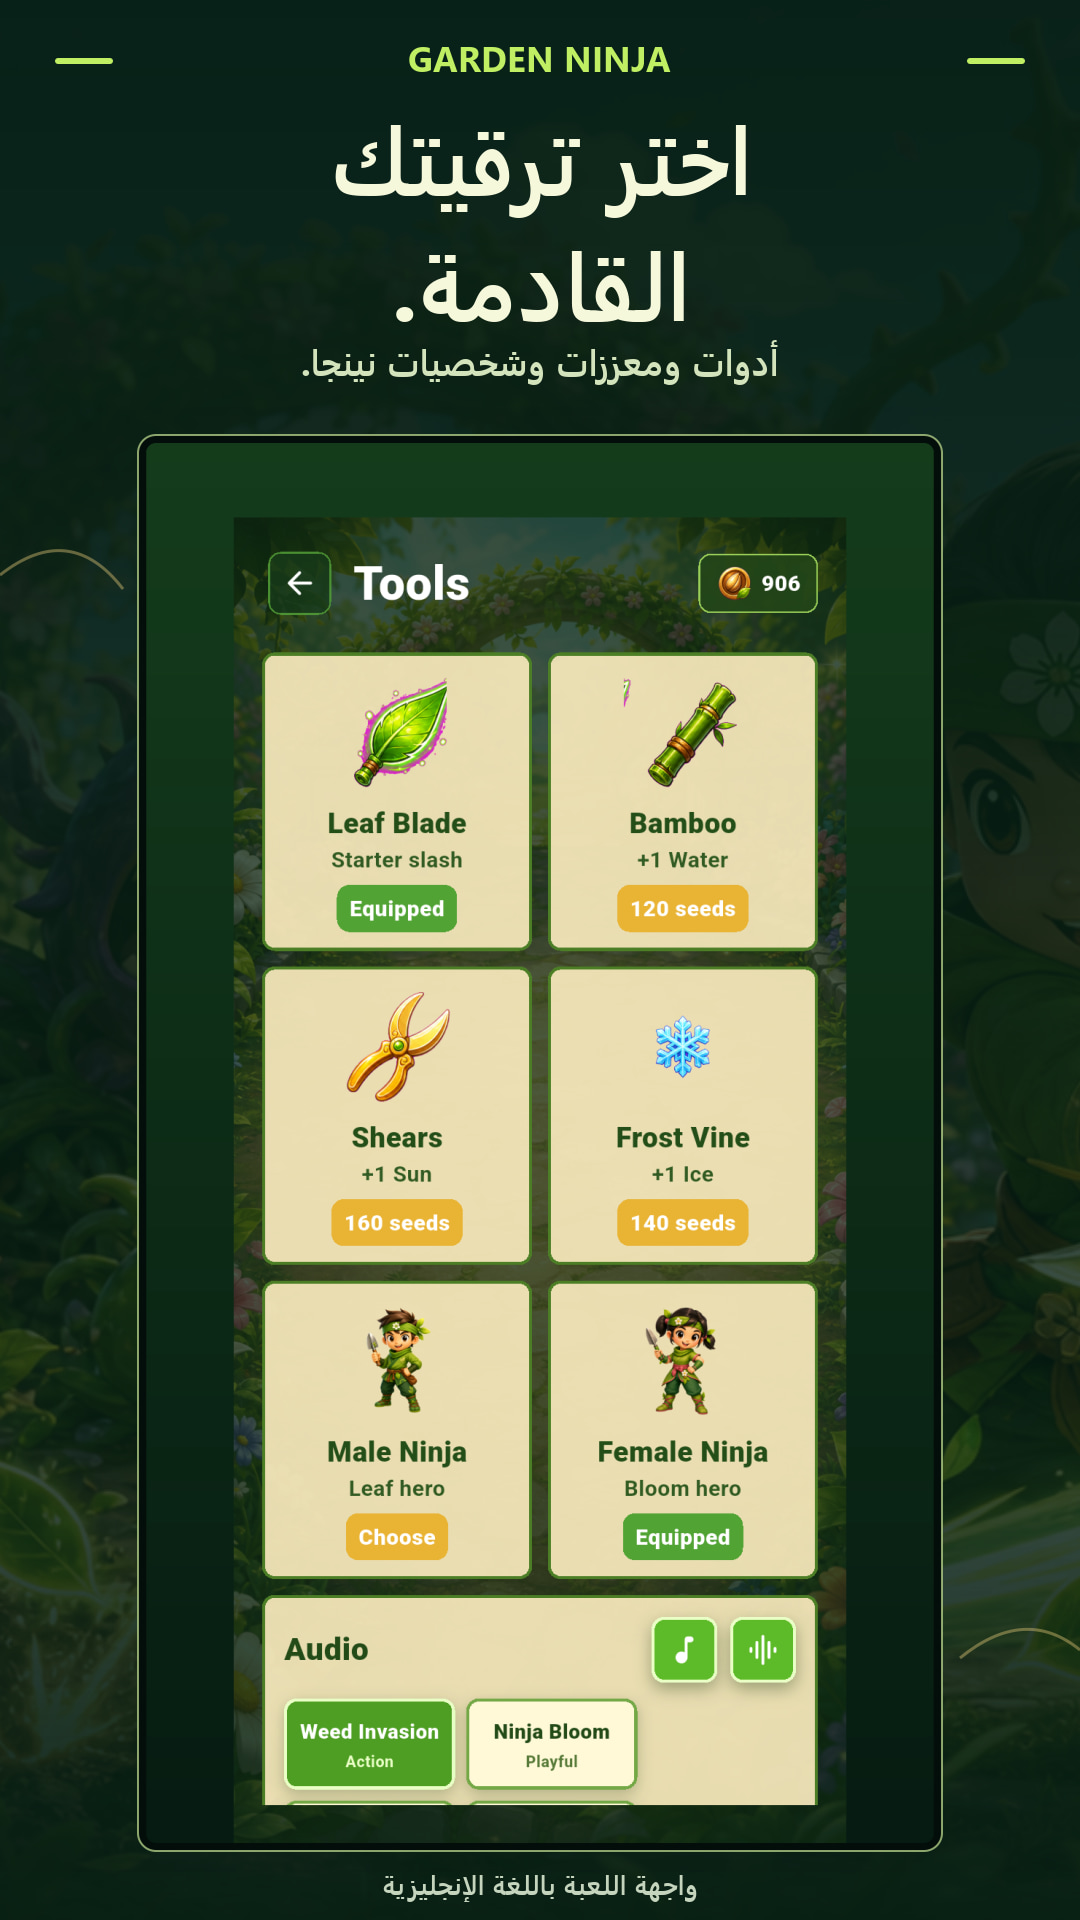 GARDEN NINJA
اختر ترقيتك
القادمة.
أدوات ومعززات وشخصيات نينجا.
Tools
906
Leaf Blade
Starter slash
Equipped
Bamboo
+1 Water
120 seeds
Shears
+1 Sun
160 seeds
Frost Vine
+1 Ice
140 seeds
Male Ninja
Leaf hero
Choose
Female Ninja
Bloom hero
Equipped
Audio
Weed Invasion
Action
Ninja Bloom
Playful
واجهة اللعبة باللغة الإنجليزية